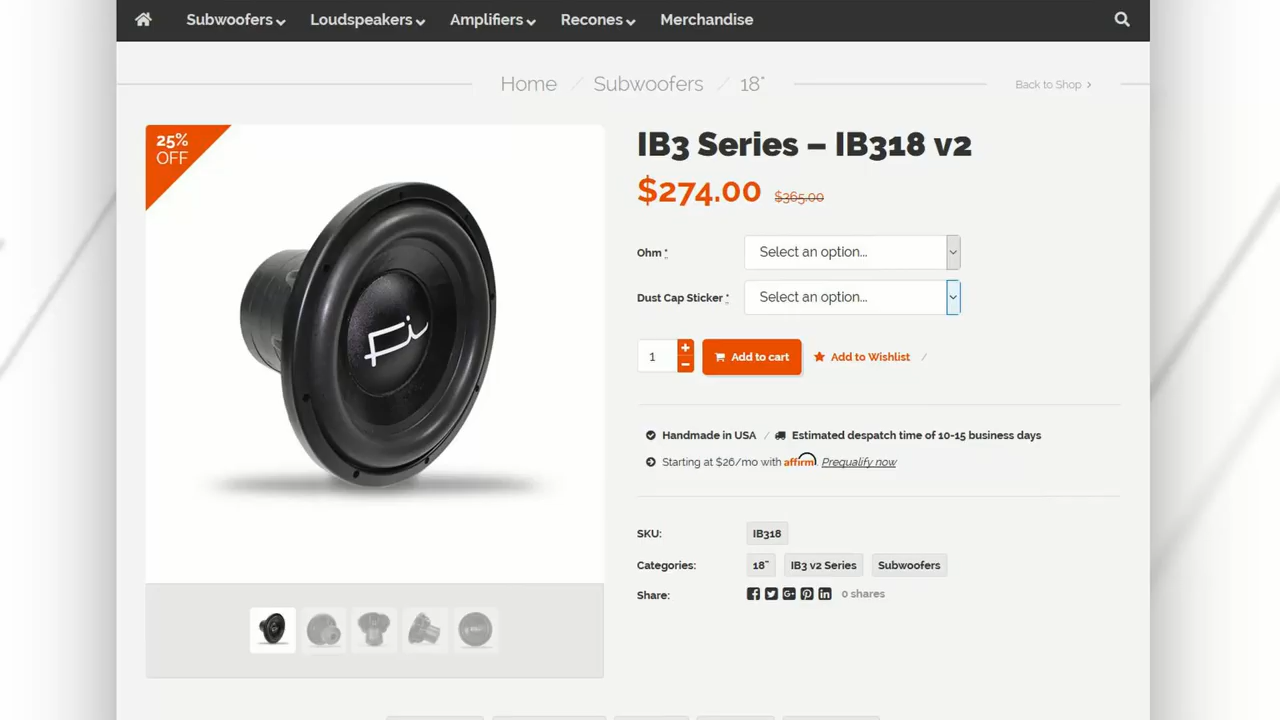 Subwoofers Loudspeakers Amplifiers Recones Merchandise
Home / Subwoofers / 18"
Back to Shop
25%
OFF
IB3 Series – IB318 v2
$274.00 $365.00
Ohm * Select an option...
Dust Cap Sticker * Select an option...
1 + − Add to cart Add to Wishlist /
Fi
Handmade in USA / Estimated despatch time of 10-15 business days
Starting at $26/mo with affirm. Prequalify now
SKU: IB318
Categories: 18" IB3 v2 Series Subwoofers
Share: 0 shares